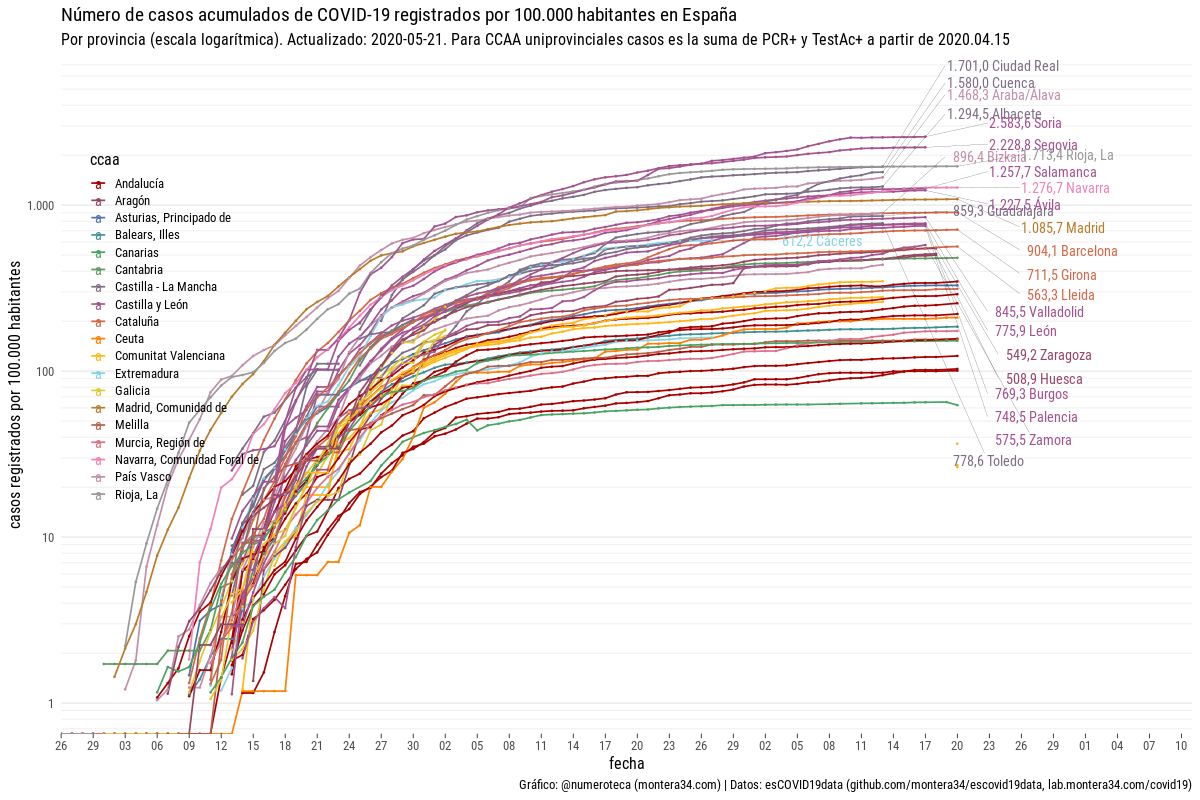 Número de casos acumulados de COVID-19 registrados por 100.000 habitantes en España
Por provincia (escala logarítmica). Actualizado: 2020-05-21. Para CCAA uniprovinciales casos es la suma de PCR+ y TestAc+ a partir de 2020.04.15
casos registrados por 100.000 habitantes
1.000
100
10
1
ccaa
Andalucía
Aragón
Asturias, Principado de
Balears, Illes
Canarias
Cantabria
Castilla - La Mancha
Castilla y León
Cataluña
Ceuta
Comunitat Valenciana
Extremadura
Galicia
Madrid, Comunidad de
Melilla
Murcia, Región de
Navarra, Comunidad Foral de
País Vasco
Rioja, La
1.701,0 Ciudad Real
1.580,0 Cuenca
1.468,3 Araba/Álava
1.294,5 Albacete
2.583,6 Soria
2.228,8 Segovia
896,4 Bizkaia
1.713,4 Rioja, La
1.257,7 Salamanca
1.276,7 Navarra
1.227,5 Ávila
859,3 Guadalajara
1.085,7 Madrid
612,2 Cáceres
904,1 Barcelona
711,5 Girona
563,3 Lleida
845,5 Valladolid
775,9 León
549,2 Zaragoza
508,9 Huesca
769,3 Burgos
748,5 Palencia
575,5 Zamora
778,6 Toledo
26 29 03 06 09 12 15 18 21 24 27 30 02 05 08 11 14 17 20 23 26 29 02 05 08 11 14 17 20 23 26 29 01 04 07 10
fecha
Gráfico: @numeroteca (montera34.com) | Datos: esCOVID19data (github.com/montera34/escovid19data, lab.montera34.com/covid19)